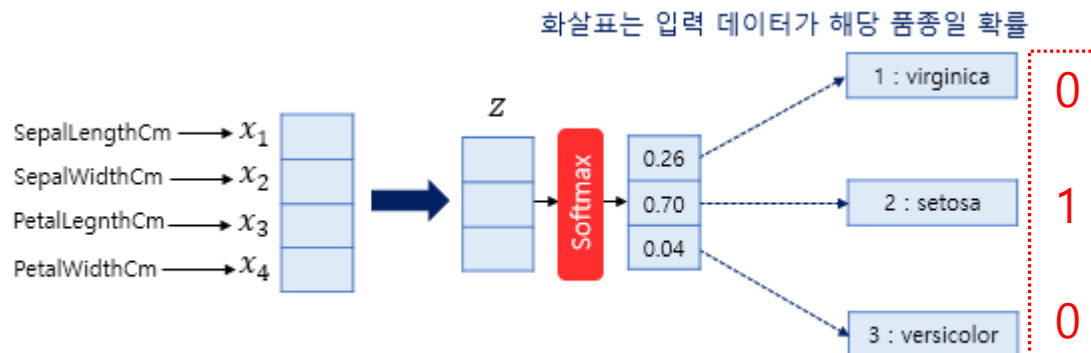 화살표는 입력 데이터가 해당 품종일 확률
1 : virginica
0
SepalLengthCm x₁
SepalWidthCm x₂
PetalLegnthCm x₃
PetalWidthCm x₄
z
Softmax
0.26
0.70
0.04
2 : setosa
1
3 : versicolor
0